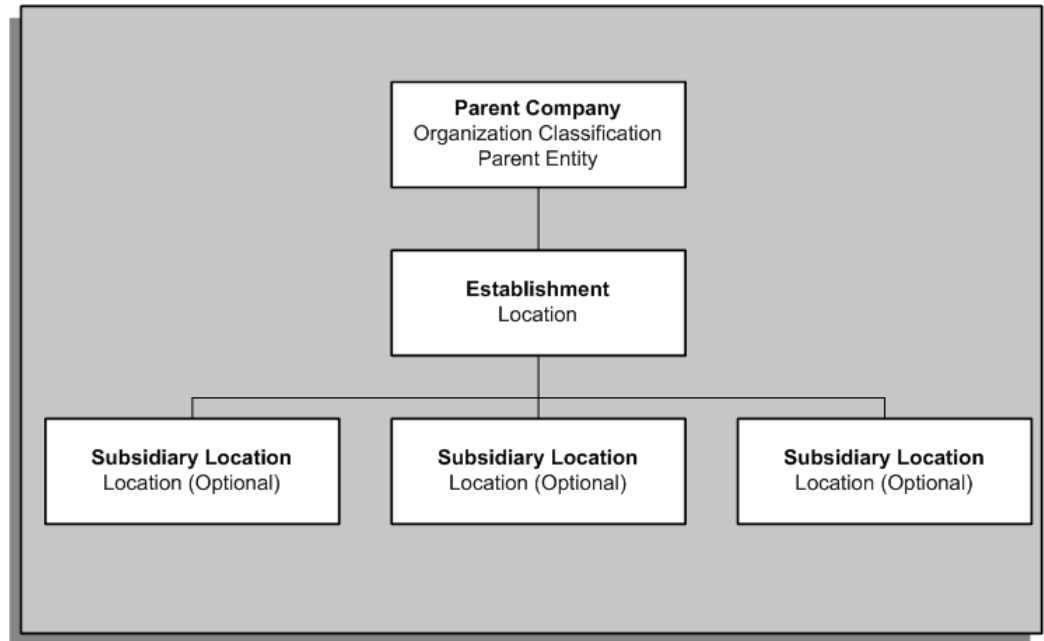 Parent Company
Organization Classification
Parent Entity
Establishment
Location
Subsidiary Location
Location (Optional)
Subsidiary Location
Location (Optional)
Subsidiary Location
Location (Optional)